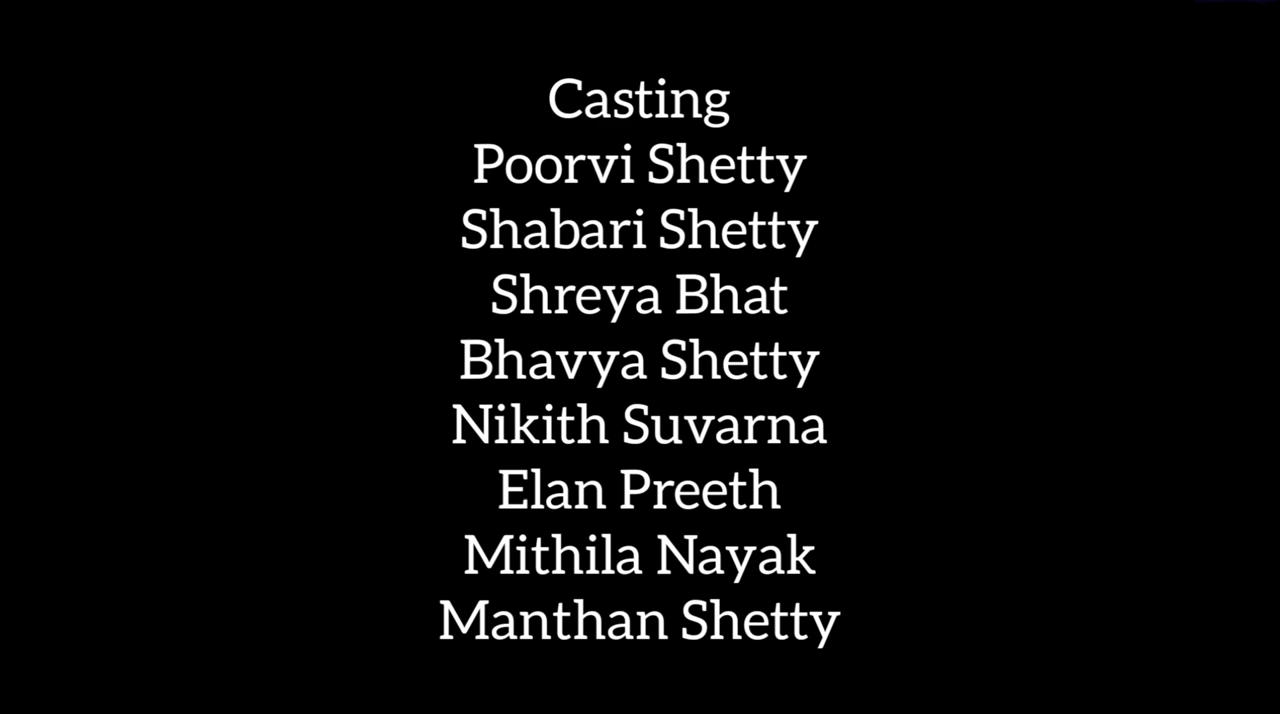 Casting
Poorvi Shetty
Shabari Shetty
Shreya Bhat
Bhavya Shetty
Nikith Suvarna
Elan Preeth
Mithila Nayak
Manthan Shetty